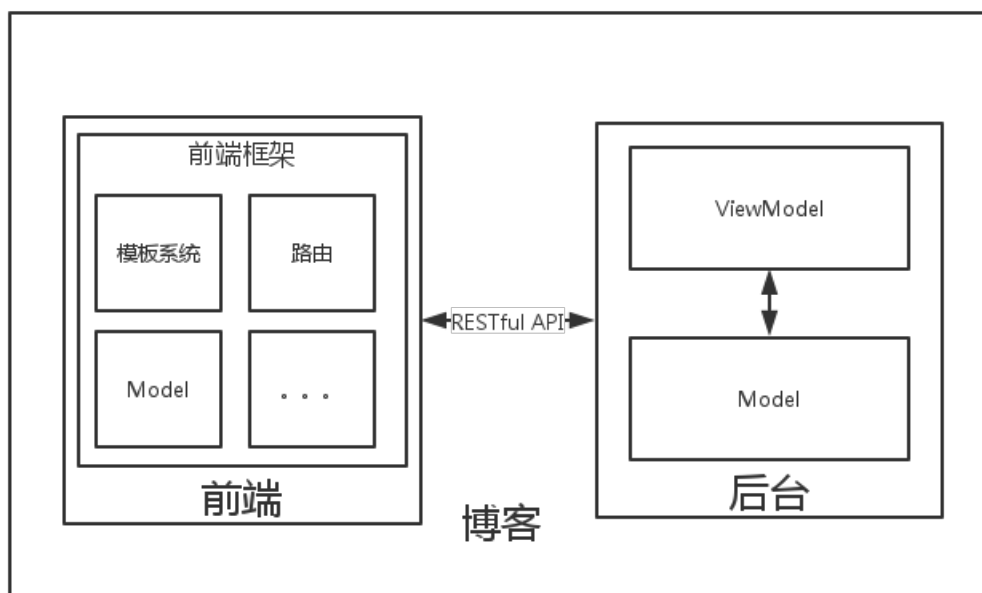 前端框架
模板系统
路由
Model
。。。
前端
RESTful API
ViewModel
Model
后台
博客